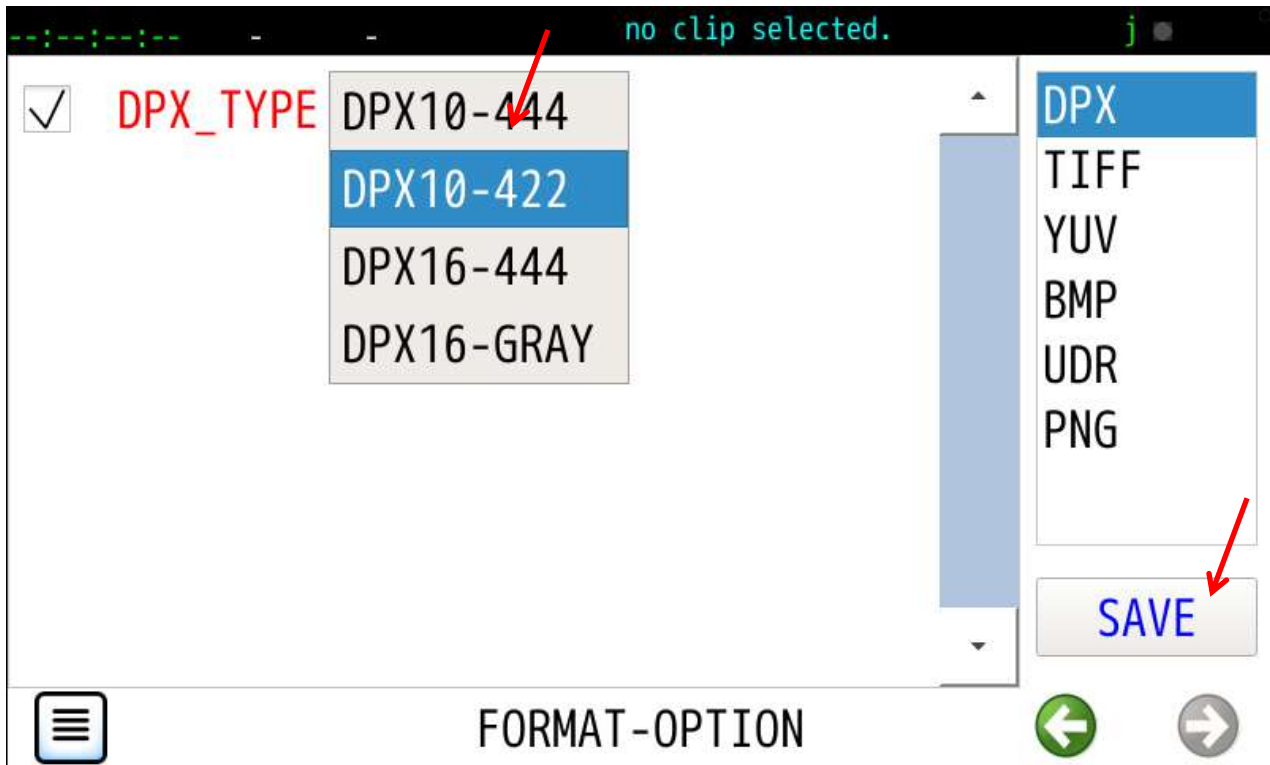 --:--:--:-- - - no clip selected. j
DPX_TYPE
DPX10-444
DPX10-422
DPX16-444
DPX16-GRAY
DPX
TIFF
YUV
BMP
UDR
PNG
SAVE
FORMAT-OPTION